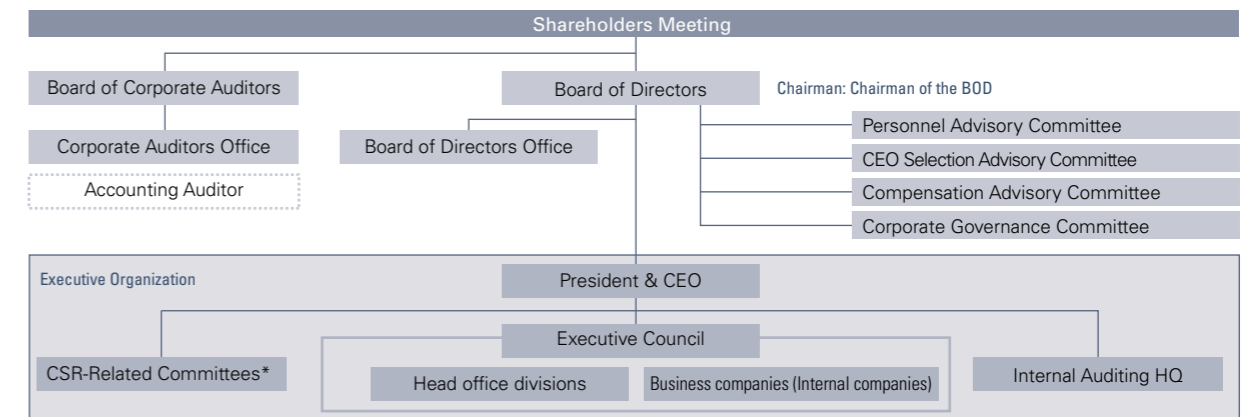 Shareholders Meeting
Board of Corporate Auditors
Board of Directors
Chairman: Chairman of the BOD
Corporate Auditors Office
Board of Directors Office
Personnel Advisory Committee
Accounting Auditor
CEO Selection Advisory Committee
Compensation Advisory Committee
Corporate Governance Committee
Executive Organization
President & CEO
Executive Council
CSR-Related Committees*
Head office divisions
Business companies (Internal companies)
Internal Auditing HQ